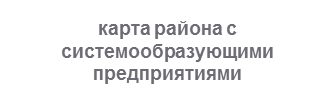 карта района с
системообразующими
предприятиями